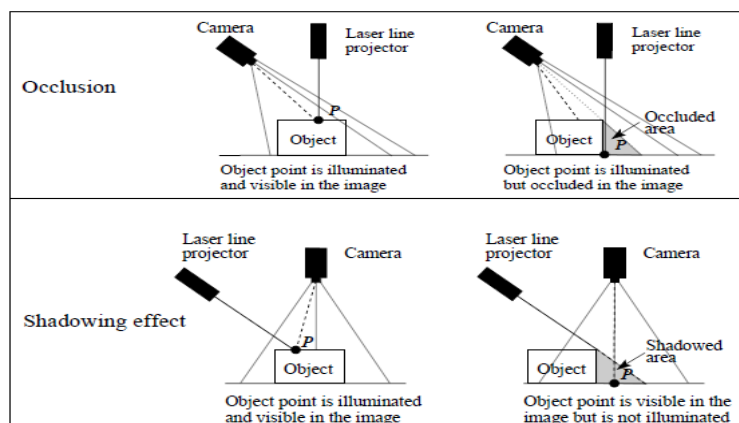 Occlusion
Camera
Laser line
projector
P
Object
Object point is illuminated
and visible in the image
Camera
Laser line
projector
Occluded
area
P
Object
Object point is illuminated
but occluded in the image
Shadowing effect
Laser line
projector
Camera
P
Object
Object point is illuminated
and visible in the image
Laser line
projector
Camera
Shadowed
area
P
Object
Object point is visible in the
image but is not illuminated